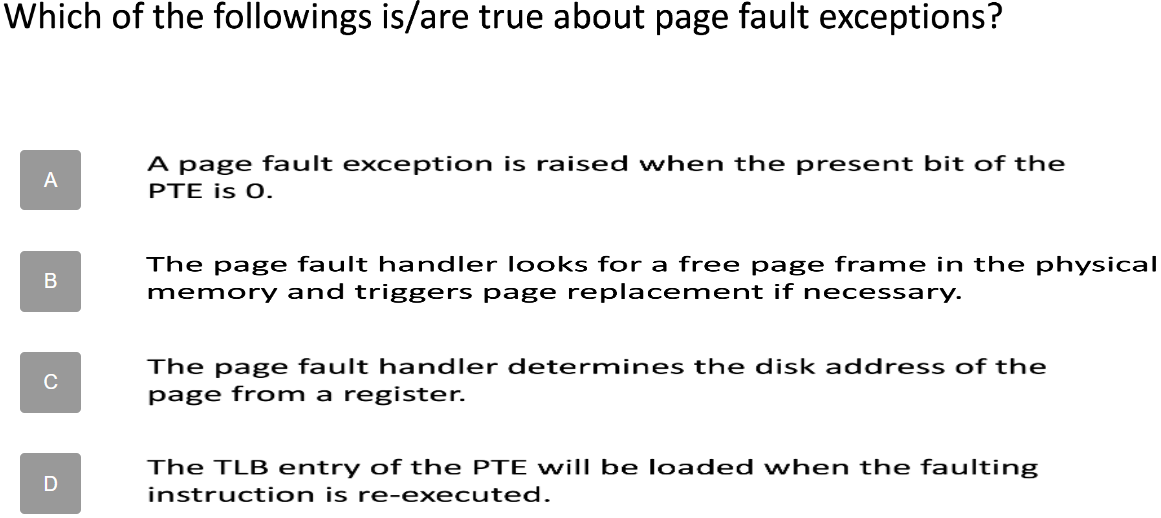 Which of the followings is/are true about page fault exceptions?
A
A page fault exception is raised when the present bit of the
PTE is 0.
B
The page fault handler looks for a free page frame in the physical
memory and triggers page replacement if necessary.
C
The page fault handler determines the disk address of the
page from a register.
D
The TLB entry of the PTE will be loaded when the faulting
instruction is re-executed.